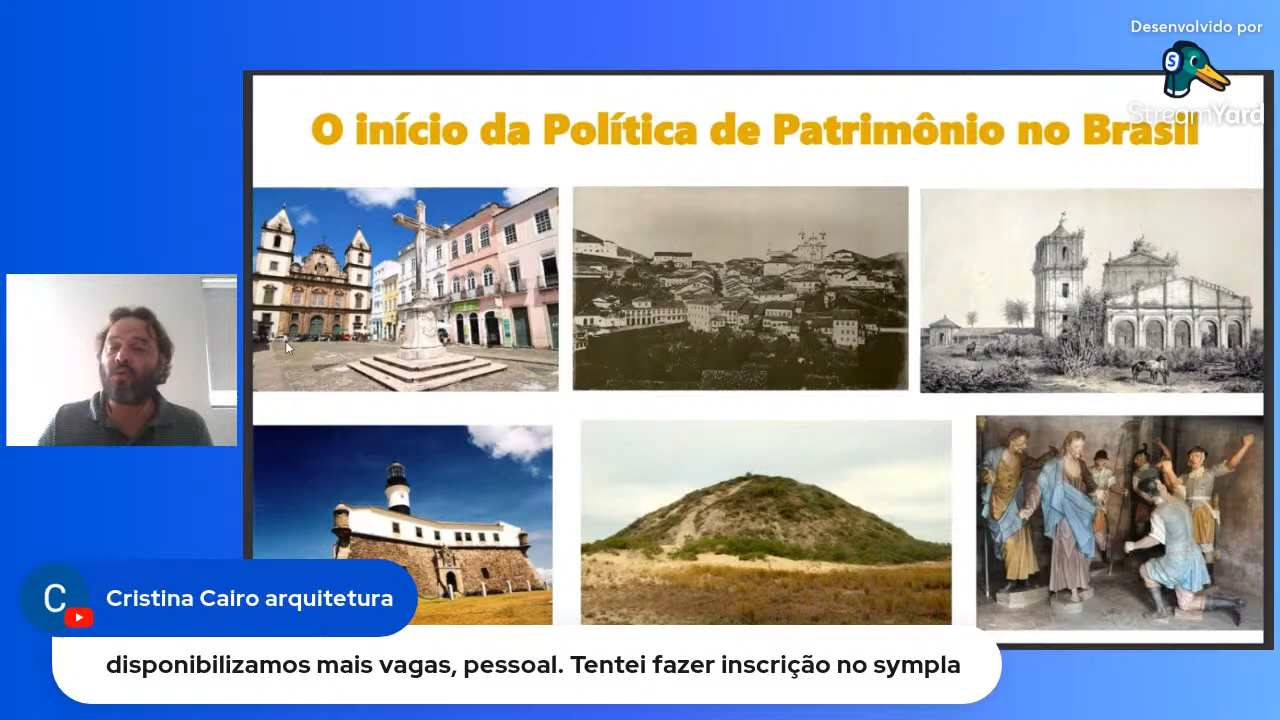 Desenvolvido por
StreamYard
O início da Política de Patrimônio no Brasil
C
Cristina Cairo arquitetura
disponibilizamos mais vagas, pessoal. Tentei fazer inscrição no sympla